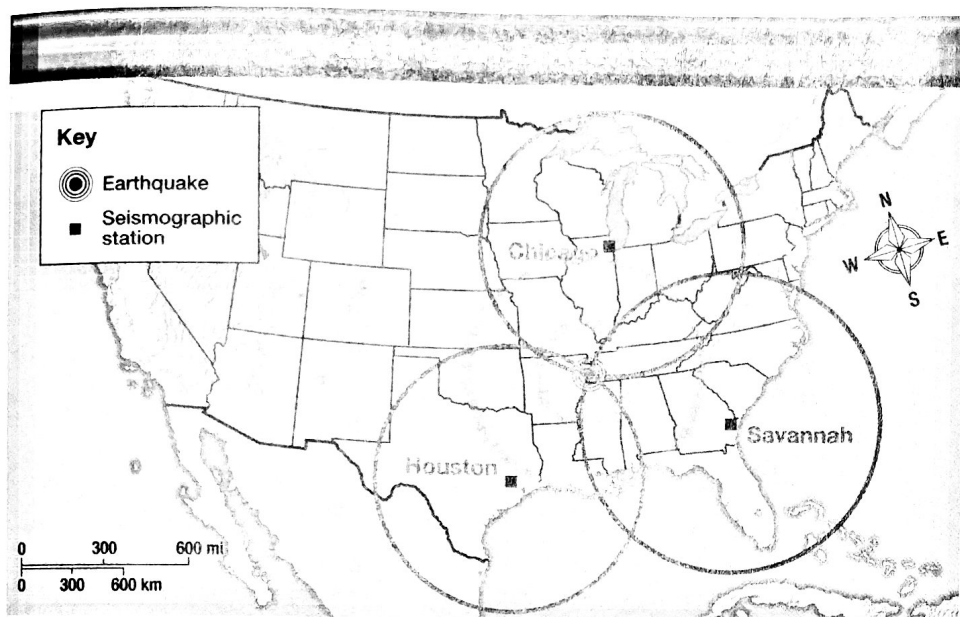 Key
Earthquake
Seismographic
station
Chicago
Savannah
Houston
N
E
W
S
0 300 600 mi
0 300 600 km